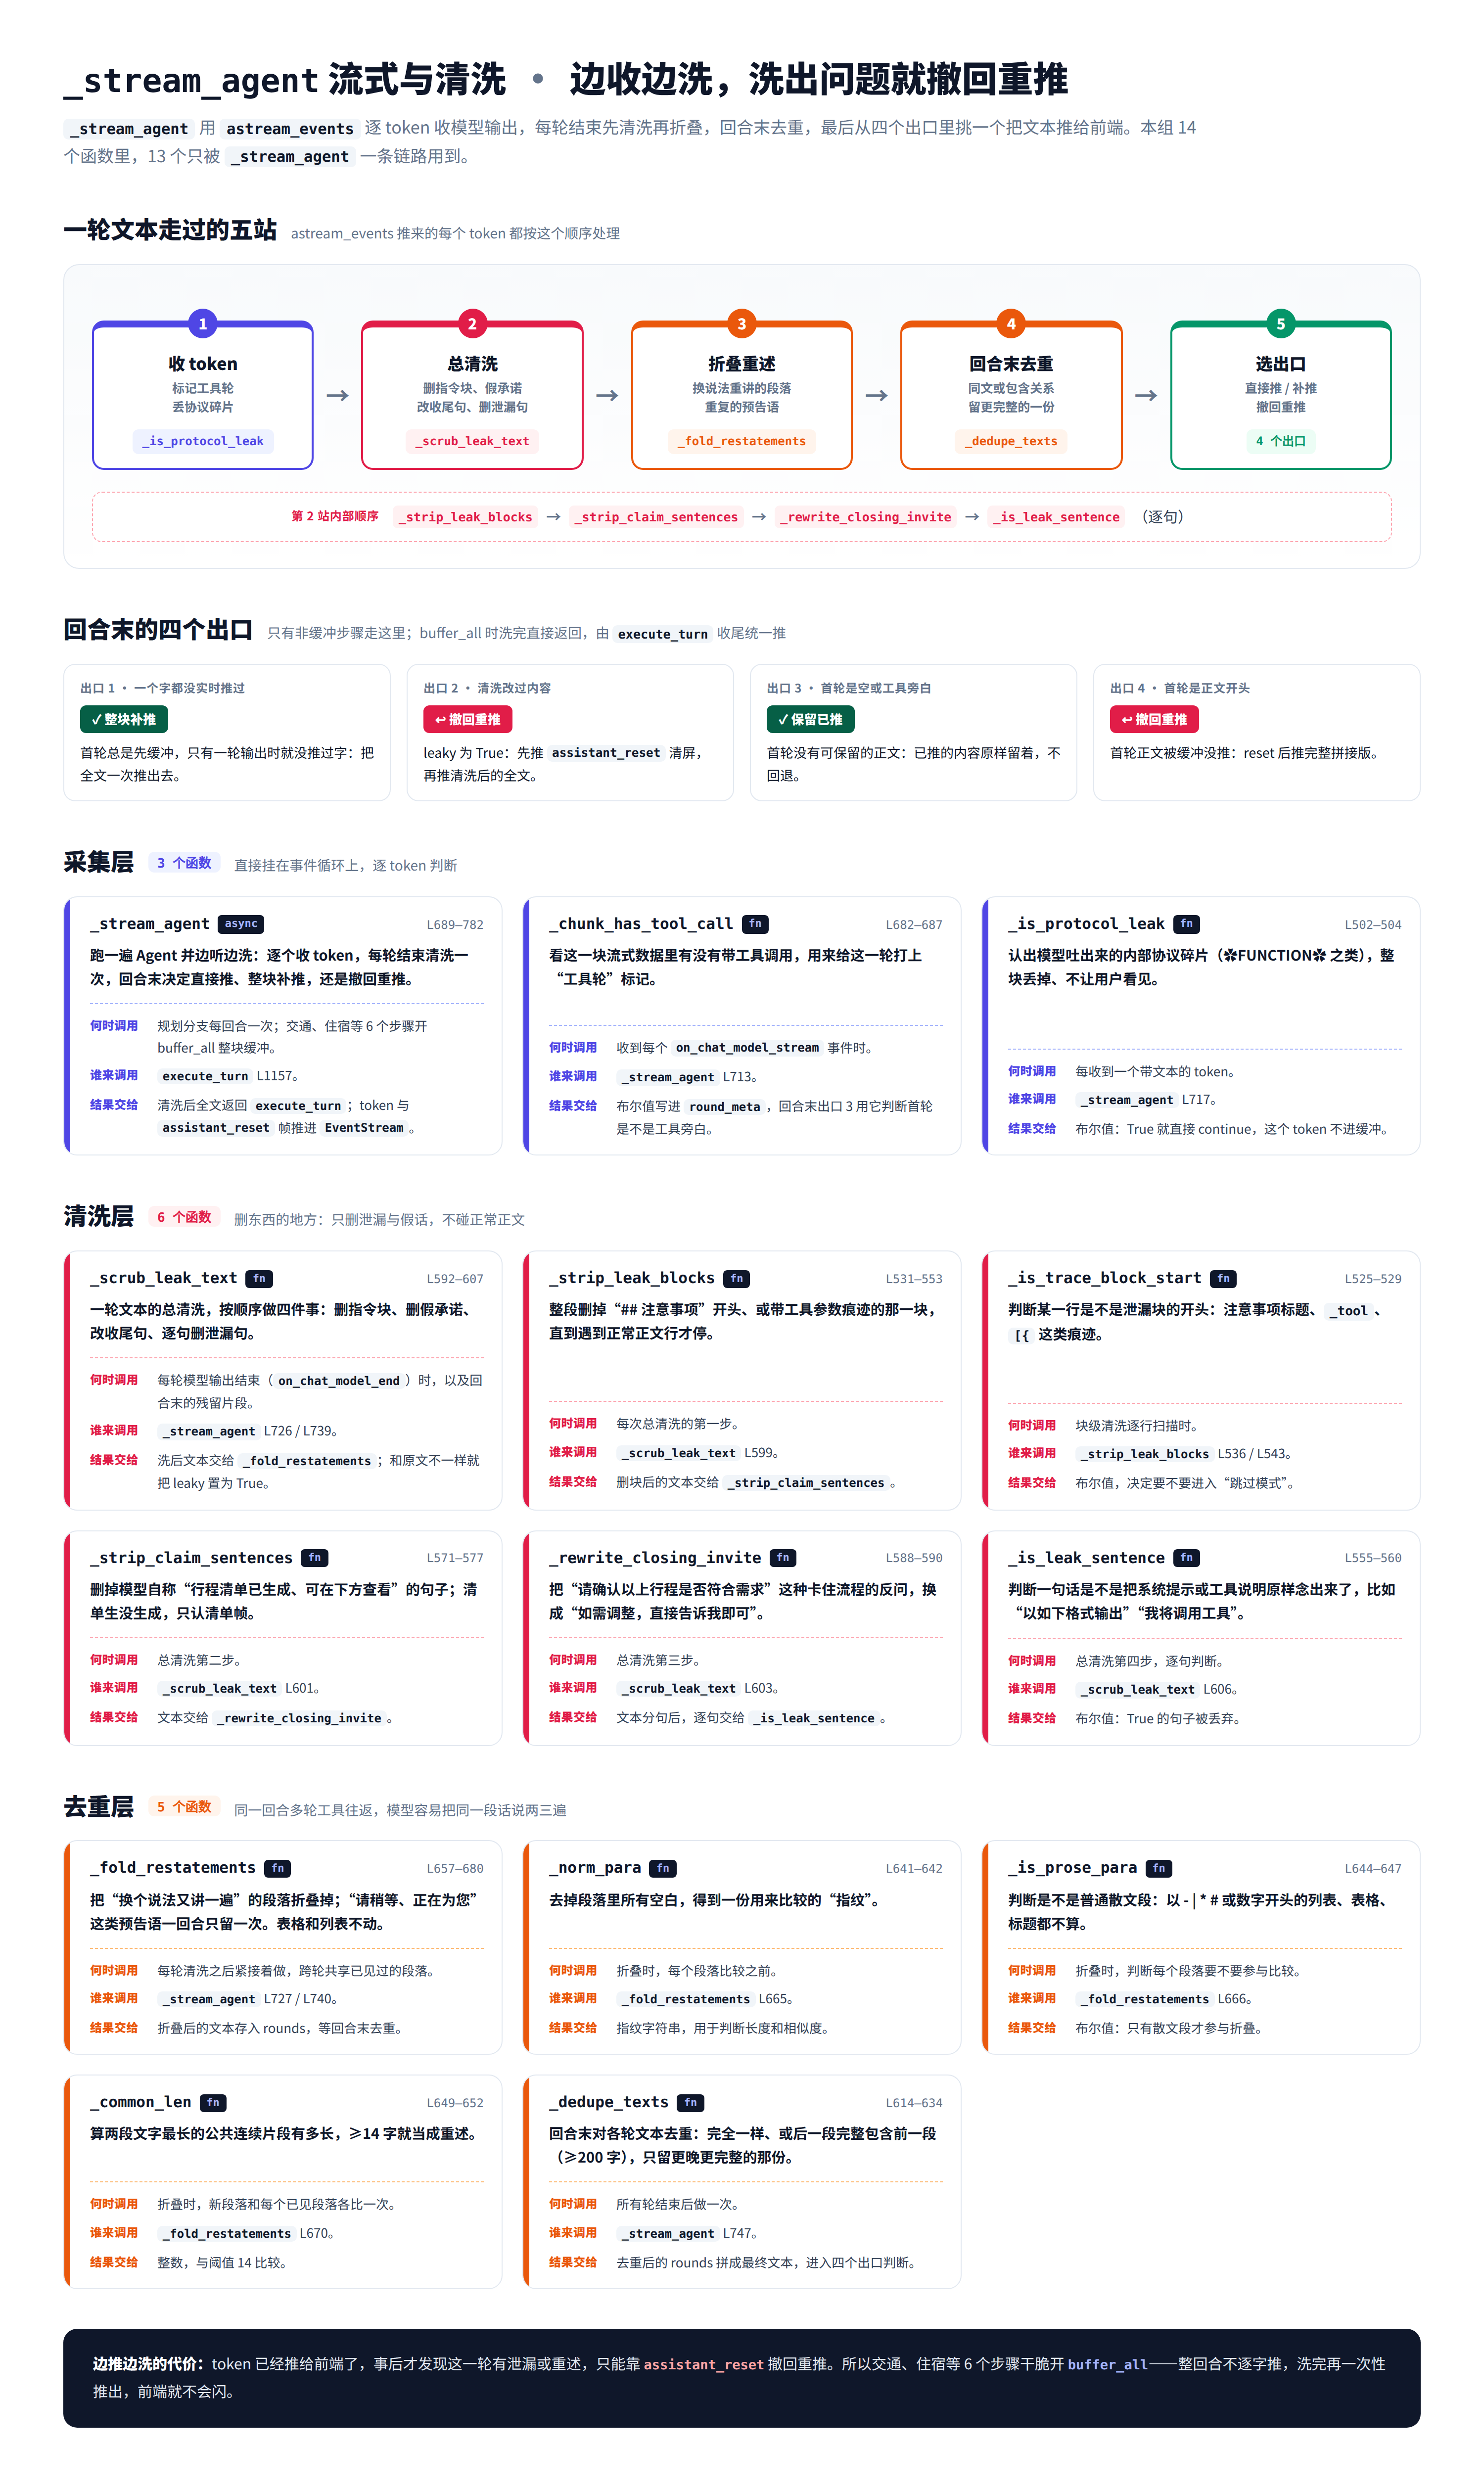 _stream_agent 流式与清洗 · 边收边洗，洗出问题就撤回重推
_stream_agent 用 astream_events 逐 token 收模型输出，每轮结束先清洗再折叠，回合末去重，最后从四个出口里挑一个把文本推给前端。本组 14
个函数里，13 个只被 _stream_agent 一条链路用到。
一轮文本走过的五站 astream_events 推来的每个 token 都按这个顺序处理
1
收 token
标记工具轮
丢协议碎片
_is_protocol_leak
→
2
总清洗
删指令块、假承诺
改收尾句、删泄漏句
_scrub_leak_text
→
3
折叠重述
换说法重讲的段落
重复的预告语
_fold_restatements
→
4
回合末去重
同文或包含关系
留更完整的一份
_dedupe_texts
→
5
选出口
直接推 / 补推
撤回重推
4 个出口
第 2 站内部顺序 _strip_leak_blocks → _strip_claim_sentences → _rewrite_closing_invite → _is_leak_sentence （逐句）
回合末的四个出口 只有非缓冲步骤走这里；buffer_all 时洗完直接返回，由 execute_turn 收尾统一推
出口 1 · 一个字都没实时推过
✓ 整块补推
首轮总是先缓冲，只有一轮输出时就没推过字：把
全文一次推出去。
出口 2 · 清洗改过内容
↩ 撤回重推
leaky 为 True：先推 assistant_reset 清屏，
再推清洗后的全文。
出口 3 · 首轮是空或工具旁白
✓ 保留已推
首轮没有可保留的正文：已推的内容原样留着，不
回退。
出口 4 · 首轮是正文开头
↩ 撤回重推
首轮正文被缓冲没推：reset 后推完整拼接版。
采集层 3 个函数 直接挂在事件循环上，逐 token 判断
_stream_agent async L689–782
跑一遍 Agent 并边听边洗：逐个收 token，每轮结束清洗一
次，回合末决定直接推、整块补推，还是撤回重推。
何时调用 规划分支每回合一次；交通、住宿等 6 个步骤开
buffer_all 整块缓冲。
谁来调用 execute_turn L1157。
结果交给 清洗后全文返回 execute_turn ；token 与
assistant_reset 帧推进 EventStream 。
_chunk_has_tool_call fn L682–687
看这一块流式数据里有没有带工具调用，用来给这一轮打上
“工具轮”标记。
何时调用 收到每个 on_chat_model_stream 事件时。
谁来调用 _stream_agent L713。
结果交给 布尔值写进 round_meta ，回合末出口 3 用它判断首轮
是不是工具旁白。
_is_protocol_leak fn L502–504
认出模型吐出来的内部协议碎片（✿FUNCTION✿ 之类），整
块丢掉、不让用户看见。
何时调用 每收到一个带文本的 token。
谁来调用 _stream_agent L717。
结果交给 布尔值：True 就直接 continue，这个 token 不进缓冲。
清洗层 6 个函数 删东西的地方：只删泄漏与假话，不碰正常正文
_scrub_leak_text fn L592–607
一轮文本的总清洗，按顺序做四件事：删指令块、删假承诺、
改收尾句、逐句删泄漏句。
何时调用 每轮模型输出结束（ on_chat_model_end ）时，以及回
合末的残留片段。
谁来调用 _stream_agent L726 / L739。
结果交给 洗后文本交给 _fold_restatements ；和原文不一样就
把 leaky 置为 True。
_strip_leak_blocks fn L531–553
整段删掉“## 注意事项”开头、或带工具参数痕迹的那一块，
直到遇到正常正文行才停。
何时调用 每次总清洗的第一步。
谁来调用 _scrub_leak_text L599。
结果交给 删块后的文本交给 _strip_claim_sentences 。
_is_trace_block_start fn L525–529
判断某一行是不是泄漏块的开头：注意事项标题、 _tool 、
[{ 这类痕迹。
何时调用 块级清洗逐行扫描时。
谁来调用 _strip_leak_blocks L536 / L543。
结果交给 布尔值，决定要不要进入“跳过模式”。
_strip_claim_sentences fn L571–577
删掉模型自称“行程清单已生成、可在下方查看”的句子；清
单生没生成，只认清单帧。
何时调用 总清洗第二步。
谁来调用 _scrub_leak_text L601。
结果交给 文本交给 _rewrite_closing_invite 。
_rewrite_closing_invite fn L588–590
把“请确认以上行程是否符合需求”这种卡住流程的反问，换
成“如需调整，直接告诉我即可”。
何时调用 总清洗第三步。
谁来调用 _scrub_leak_text L603。
结果交给 文本分句后，逐句交给 _is_leak_sentence 。
_is_leak_sentence fn L555–560
判断一句话是不是把系统提示或工具说明原样念出来了，比如
“以如下格式输出”“我将调用工具”。
何时调用 总清洗第四步，逐句判断。
谁来调用 _scrub_leak_text L606。
结果交给 布尔值：True 的句子被丢弃。
去重层 5 个函数 同一回合多轮工具往返，模型容易把同一段话说两三遍
_fold_restatements fn L657–680
把“换个说法又讲一遍”的段落折叠掉；“请稍等、正在为您”
这类预告语一回合只留一次。表格和列表不动。
何时调用 每轮清洗之后紧接着做，跨轮共享已见过的段落。
谁来调用 _stream_agent L727 / L740。
结果交给 折叠后的文本存入 rounds，等回合末去重。
_norm_para fn L641–642
去掉段落里所有空白，得到一份用来比较的“指纹”。
何时调用 折叠时，每个段落比较之前。
谁来调用 _fold_restatements L665。
结果交给 指纹字符串，用于判断长度和相似度。
_is_prose_para fn L644–647
判断是不是普通散文段：以 - | * # 或数字开头的列表、表格、
标题都不算。
何时调用 折叠时，判断每个段落要不要参与比较。
谁来调用 _fold_restatements L666。
结果交给 布尔值：只有散文段才参与折叠。
_common_len fn L649–652
算两段文字最长的公共连续片段有多长，≥14 字就当成重述。
何时调用 折叠时，新段落和每个已见段落各比一次。
谁来调用 _fold_restatements L670。
结果交给 整数，与阈值 14 比较。
_dedupe_texts fn L614–634
回合末对各轮文本去重：完全一样、或后一段完整包含前一段
（≥200 字），只留更晚更完整的那份。
何时调用 所有轮结束后做一次。
谁来调用 _stream_agent L747。
结果交给 去重后的 rounds 拼成最终文本，进入四个出口判断。
边推边洗的代价：token 已经推给前端了，事后才发现这一轮有泄漏或重述，只能靠 assistant_reset 撤回重推。所以交通、住宿等 6 个步骤干脆开 buffer_all——整回合不逐字推，洗完再一次性
推出，前端就不会闪。